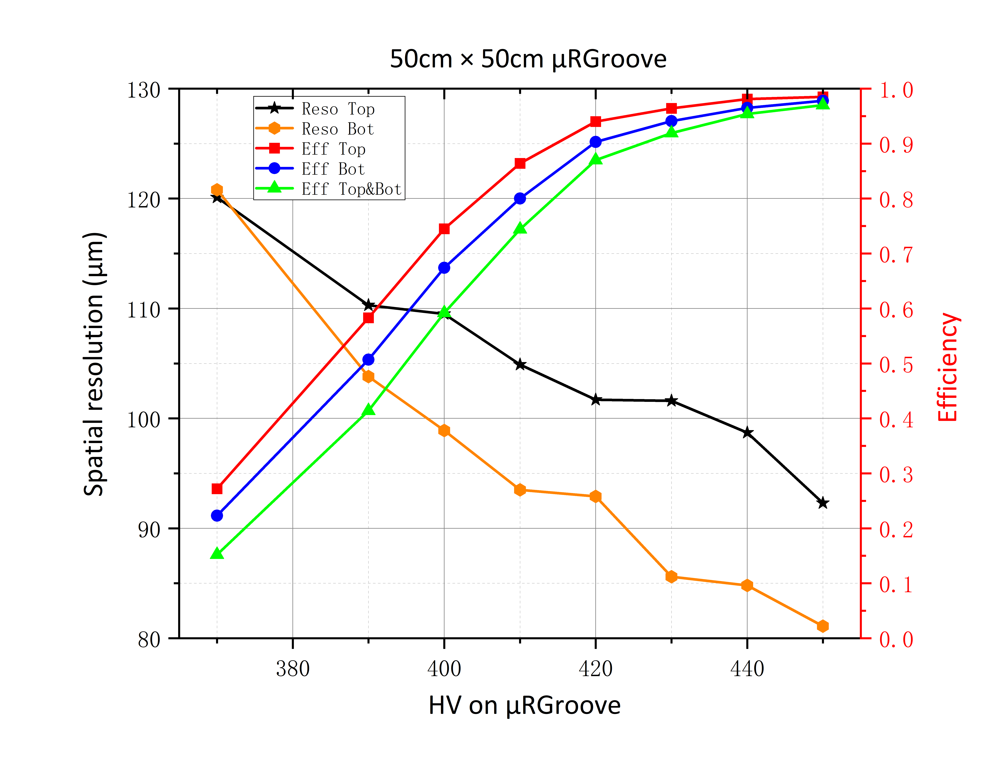 50cm × 50cm μRGroove
Reso Top
Reso Bot
Eff Top
Eff Bot
Eff Top&Bot
130
120
110
100
90
80
Spatial resolution (μm)
1.0
0.9
0.8
0.7
0.6
0.5
0.4
0.3
0.2
0.1
0.0
Efficiency
380 400 420 440
HV on μRGroove